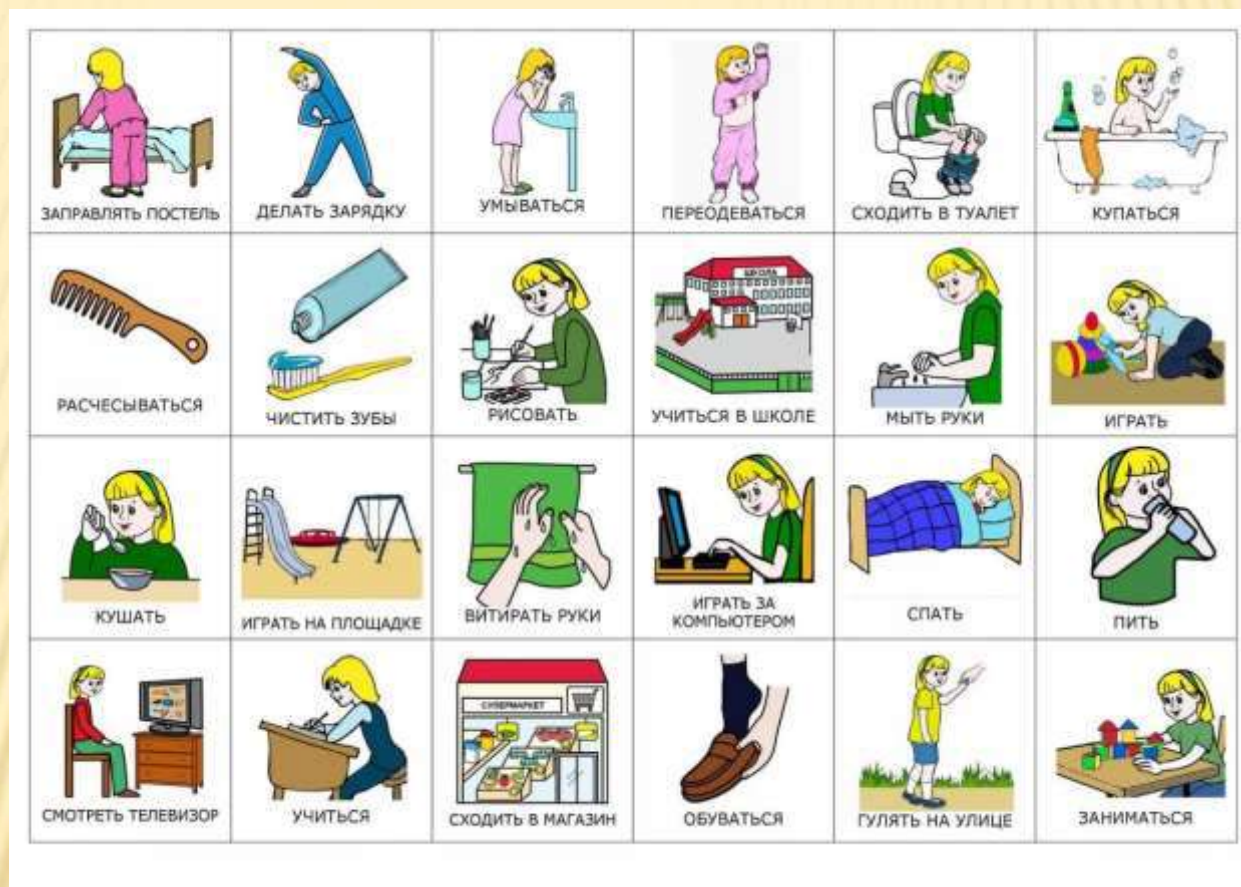 ЗАПРАВЛЯТЬ ПОСТЕЛЬ
ДЕЛАТЬ ЗАРЯДКУ
УМЫВАТЬСЯ
ПЕРЕОДЕВАТЬСЯ
СХОДИТЬ В ТУАЛЕТ
КУПАТЬСЯ
РАСЧЕСЫВАТЬСЯ
ЧИСТИТЬ ЗУБЫ
РИСОВАТЬ
ШКОЛА
УЧИТЬСЯ В ШКОЛЕ
МЫТЬ РУКИ
ИГРАТЬ
КУШАТЬ
ИГРАТЬ НА ПЛОЩАДКЕ
ВИТИРАТЬ РУКИ
ИГРАТЬ ЗА
КОМПЬЮТЕРОМ
СПАТЬ
ПИТЬ
СМОТРЕТЬ ТЕЛЕВИЗОР
УЧИТЬСЯ
СУПЕРМАРКЕТ
СХОДИТЬ В МАГАЗИН
ОБУВАТЬСЯ
ГУЛЯТЬ НА УЛИЦЕ
ЗАНИМАТЬСЯ